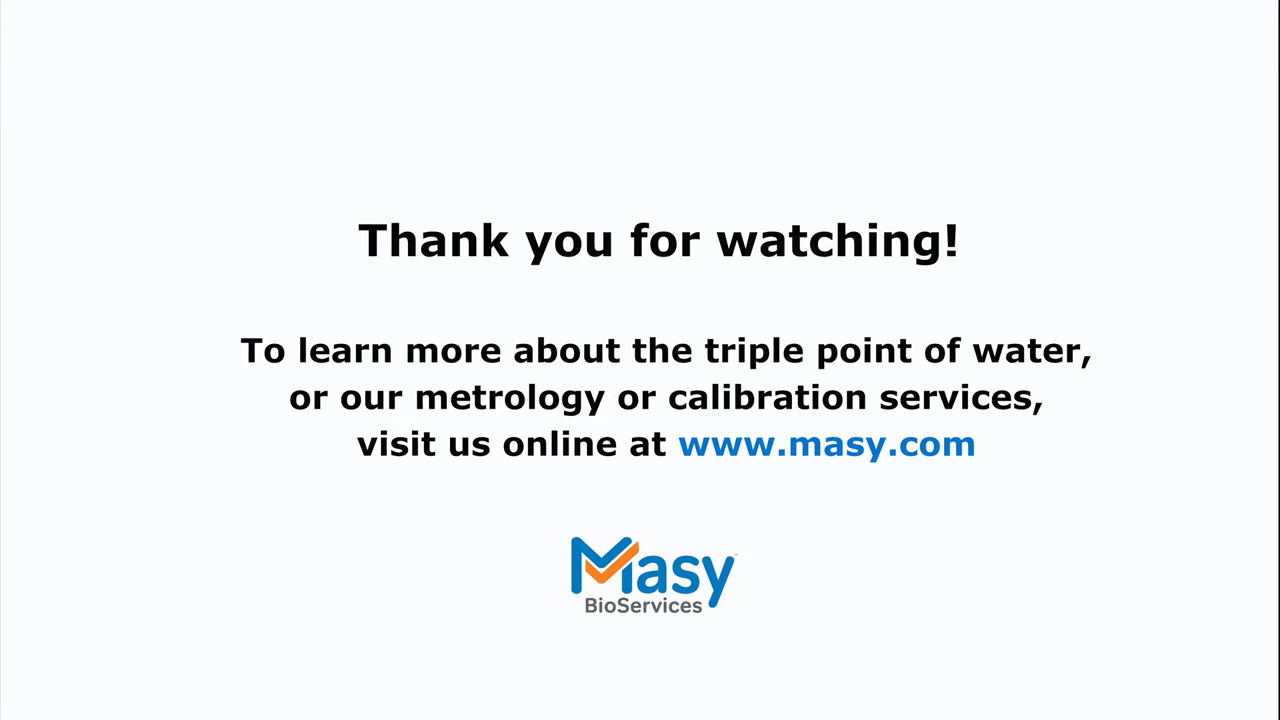 Thank you for watching!
To learn more about the triple point of water,
or our metrology or calibration services,
visit us online at www.masy.com
Masy
BioServices